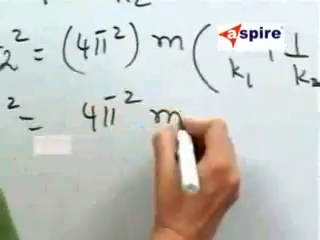 aspire
2² = (4π²) m ( 1/k₁ , 1/k₂
² = 4π² m